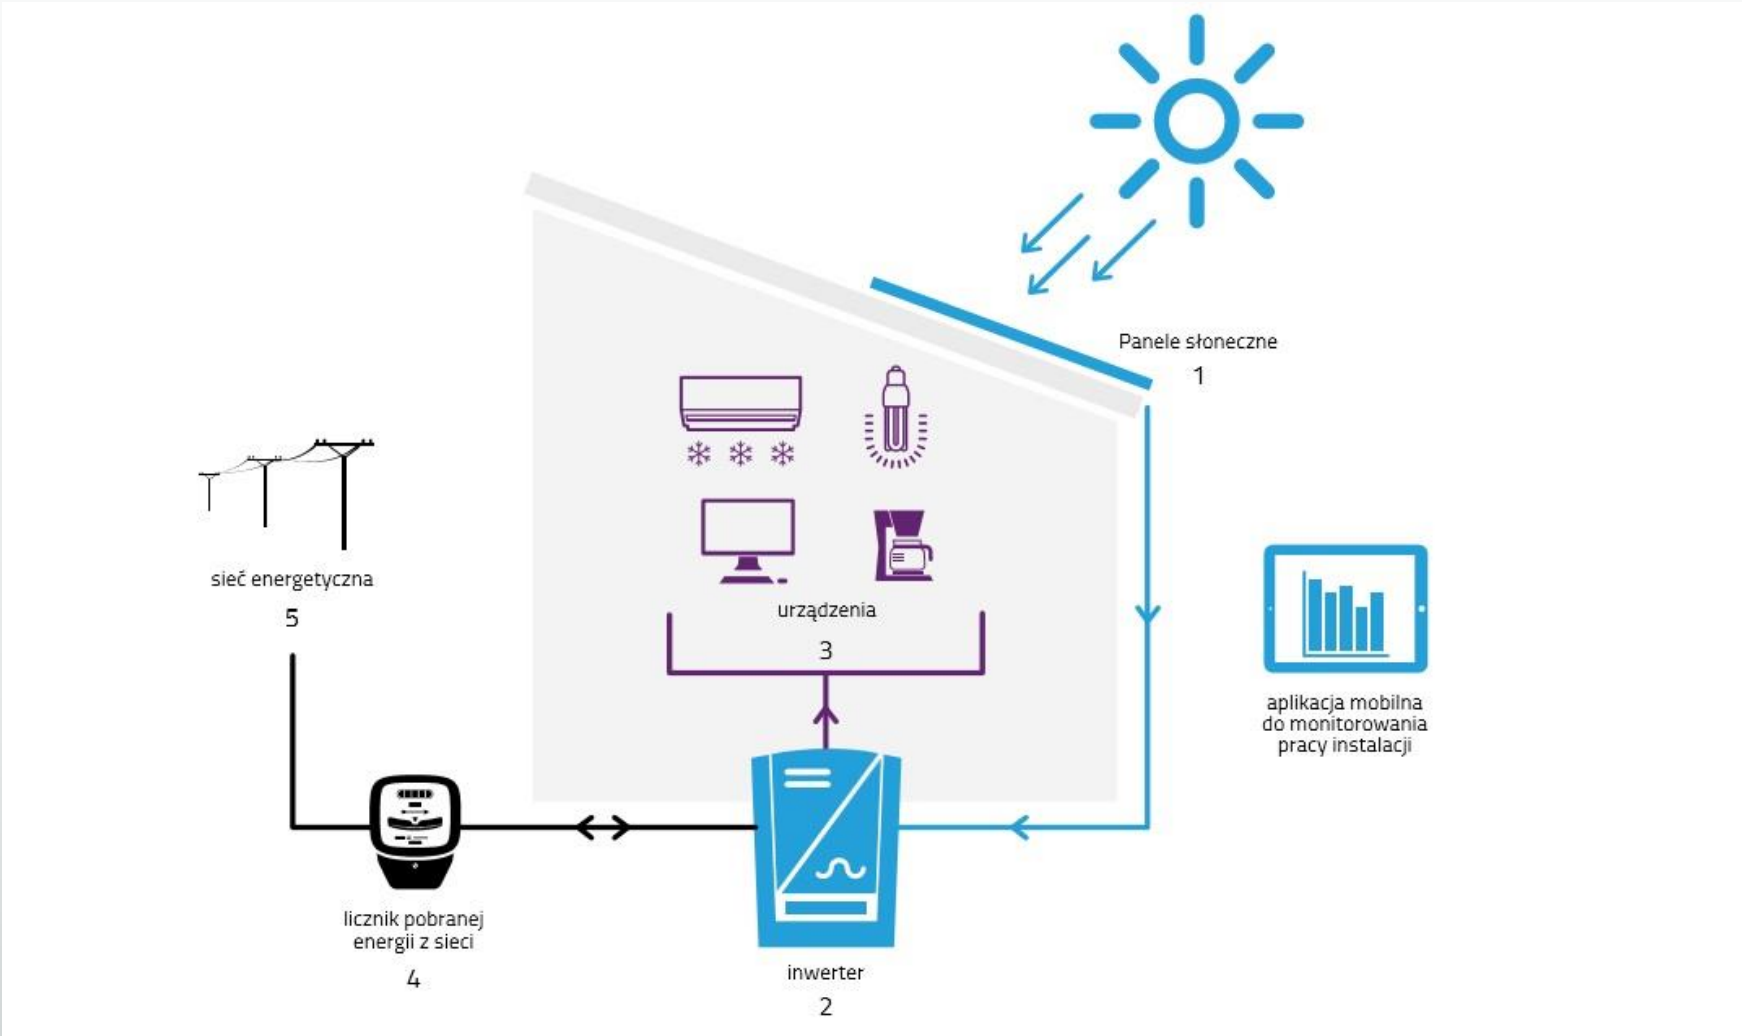 Panele słoneczne
1
sieć energetyczna
5
urządzenia
3
aplikacja mobilna
do monitorowania
pracy instalacji
licznik pobranej
energii z sieci
4
inwerter
2